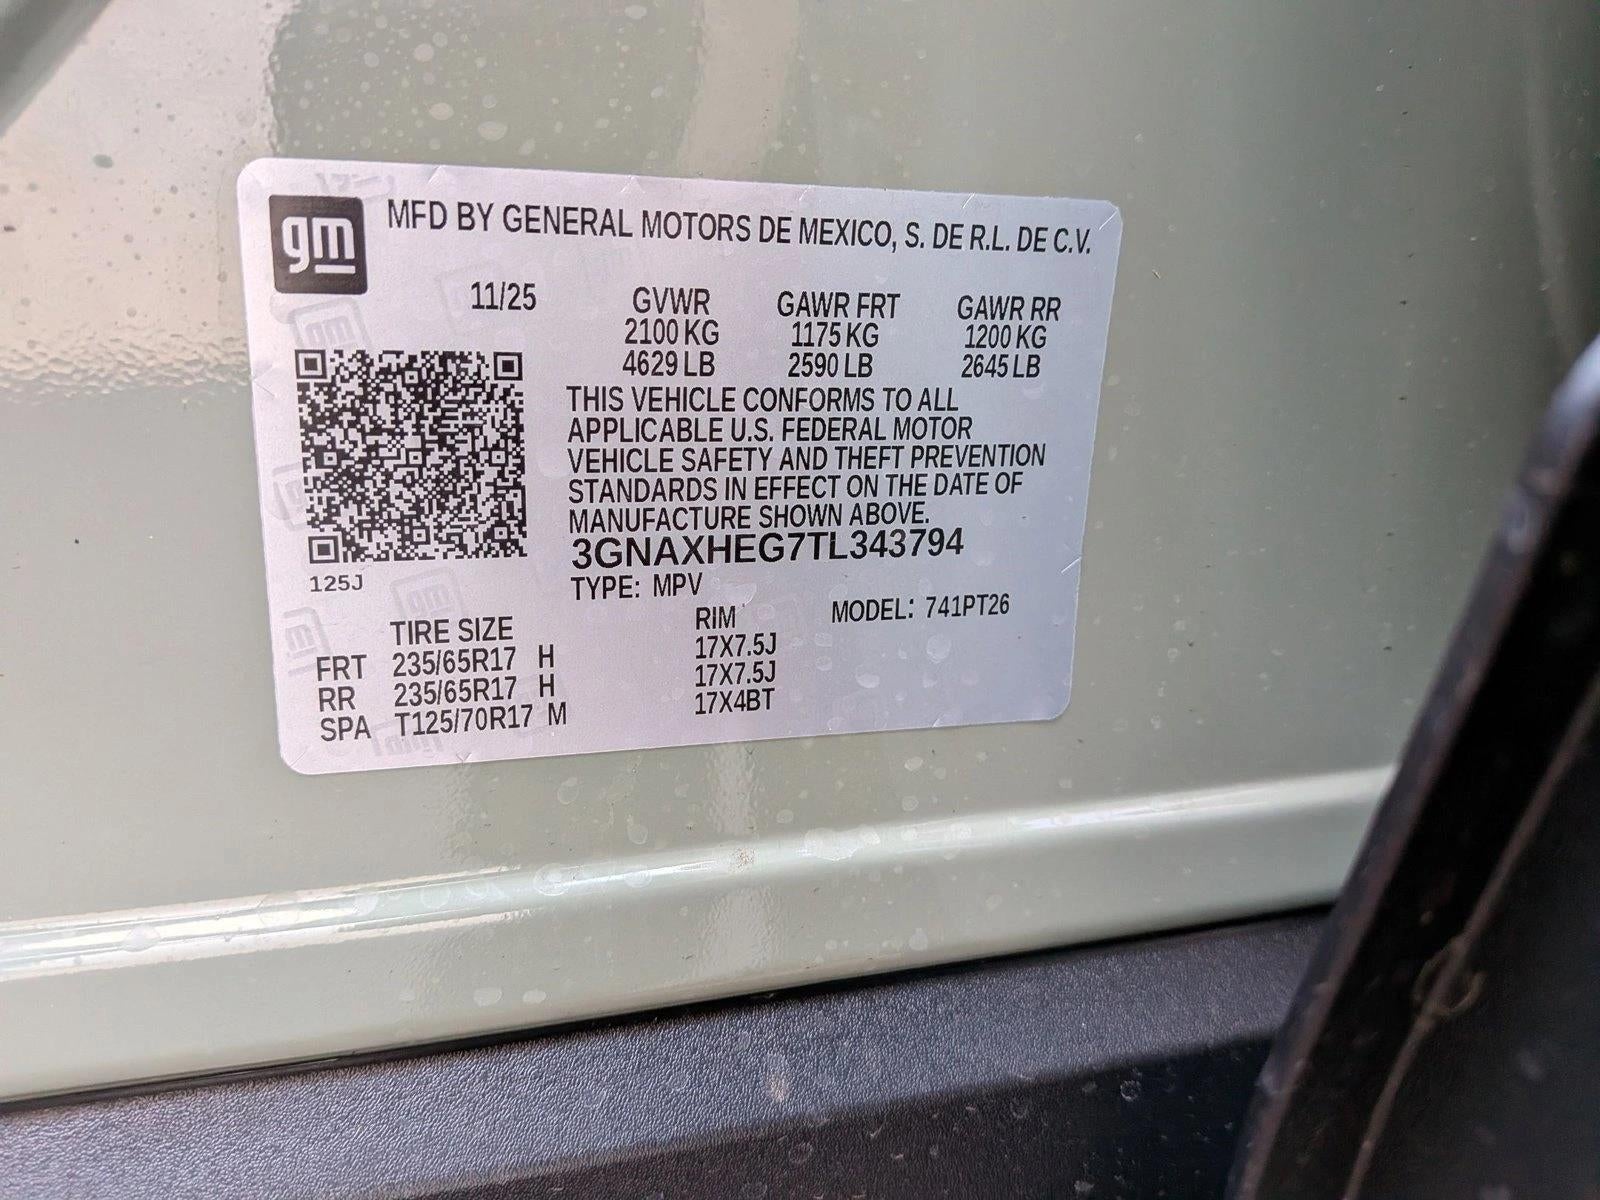 gm
MFD BY GENERAL MOTORS DE MEXICO, S. DE R.L. DE C.V.
11/25 GVWR GAWR FRT GAWR RR
2100 KG 1175 KG 1200 KG
4629 LB 2590 LB 2645 LB
THIS VEHICLE CONFORMS TO ALL
APPLICABLE U.S. FEDERAL MOTOR
VEHICLE SAFETY AND THEFT PREVENTION
STANDARDS IN EFFECT ON THE DATE OF
MANUFACTURE SHOWN ABOVE.
3GNAXHEG7TL343794
125J
TYPE: MPV
TIRE SIZE RIM MODEL: 741PT26
FRT 235/65R17 H 17X7.5J
RR 235/65R17 H 17X7.5J
SPA T125/70R17 M 17X4BT